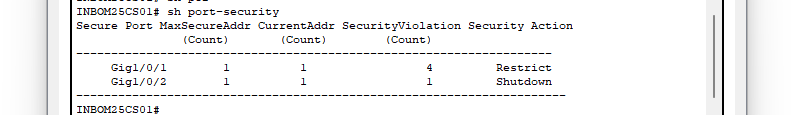 INBOM25CS01# sh port-security
Secure Port MaxSecureAddr CurrentAddr SecurityViolation Security Action
(Count) (Count) (Count)
--------------------------------------------------------------------
Gig1/0/1 1 1 4 Restrict
Gig1/0/2 1 1 1 Shutdown
----------------------------------------------------------------------
INBOM25CS01#